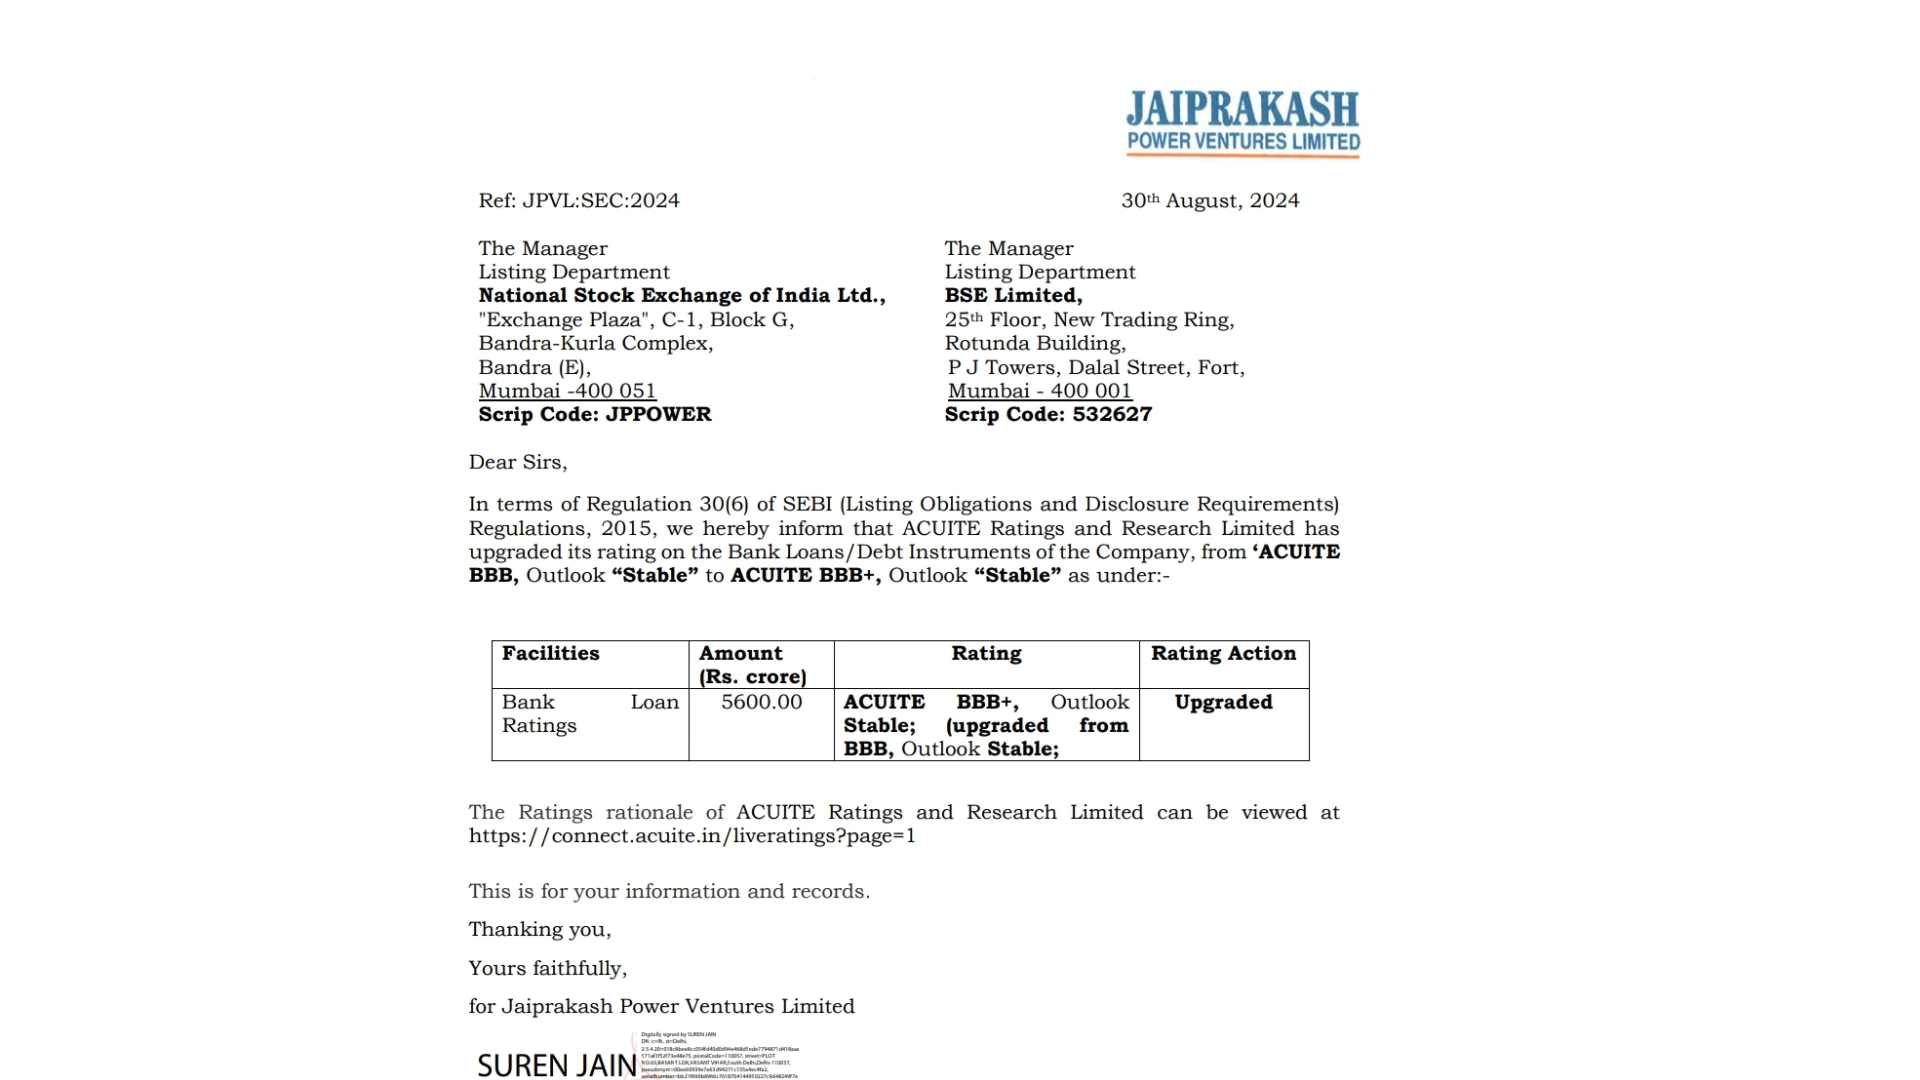 JAIPRAKASH
POWER VENTURES LIMITED
Ref: JPVL:SEC:2024
30th August, 2024
The Manager
Listing Department
National Stock Exchange of India Ltd.,
"Exchange Plaza", C-1, Block G,
Bandra-Kurla Complex,
Bandra (E),
Mumbai -400 051
Scrip Code: JPPOWER
The Manager
Listing Department
BSE Limited,
25th Floor, New Trading Ring,
Rotunda Building,
P J Towers, Dalal Street, Fort,
Mumbai - 400 001
Scrip Code: 532627
Dear Sirs,
In terms of Regulation 30(6) of SEBI (Listing Obligations and Disclosure Requirements)
Regulations, 2015, we hereby inform that ACUITE Ratings and Research Limited has
upgraded its rating on the Bank Loans/Debt Instruments of the Company, from ‘ACUITE
BBB, Outlook “Stable” to ACUITE BBB+, Outlook “Stable” as under:-
Facilities
Amount
(Rs. crore)
Rating
Rating Action
Bank Loan
Ratings
5600.00
ACUITE BBB+, Outlook
Stable; (upgraded from
BBB, Outlook Stable;
Upgraded
The Ratings rationale of ACUITE Ratings and Research Limited can be viewed at
https://connect.acuite.in/liveratings?page=1
This is for your information and records.
Thanking you,
Yours faithfully,
for Jaiprakash Power Ventures Limited
SUREN JAIN
Digitally signed by SUREN JAIN
DN: c=IN, st=Delhi,